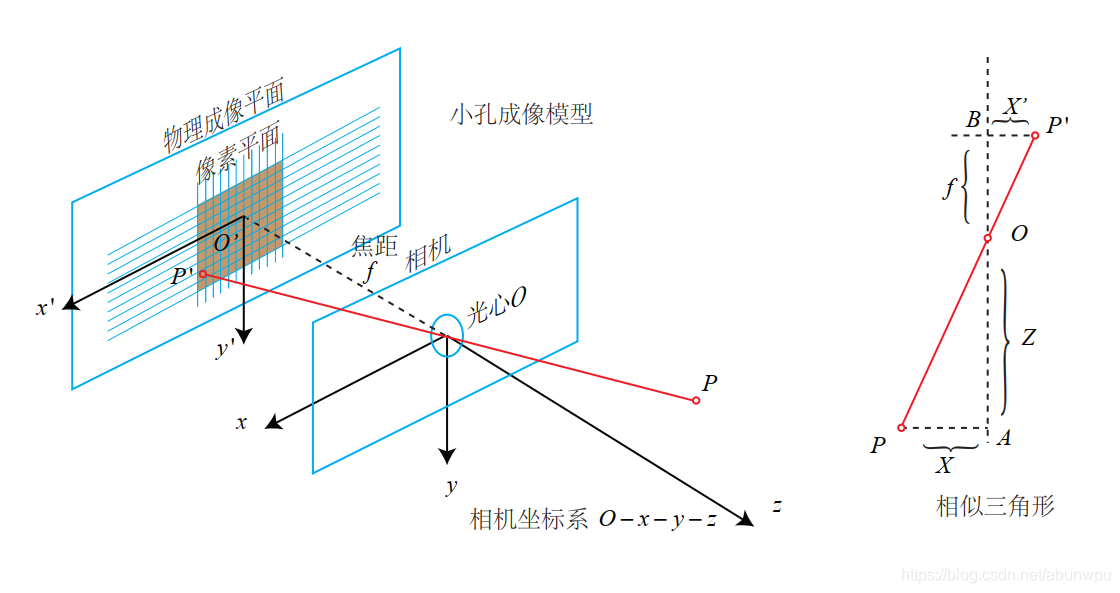 物理成像平面
像素平面
小孔成像模型
O'
P'
x'
y'
焦距
f
相机
光心O
P
x
y
z
相机坐标系 O−x−y−z
B
X'
P'
f
O
Z
P
X
A
相似三角形
https://blog.csdn.net/abunwpu